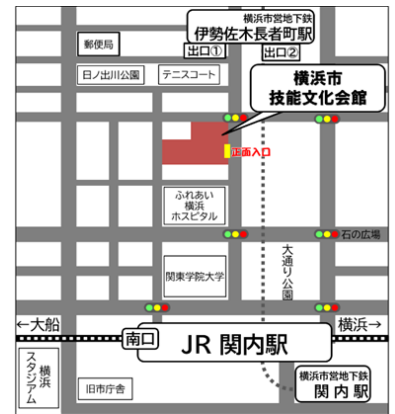 横浜市営地下鉄
伊勢佐木長者町駅
郵便局
出口①
出口②
日ノ出川公園
テニスコート
横浜市
技能文化会館
正面入口
ふれあい
横浜
ホスピタル
石の広場
大通り公園
関東学院大学
←大船
横浜→
南口
JR 関内駅
横浜スタジアム
旧市庁舎
横浜市営地下鉄
関内駅